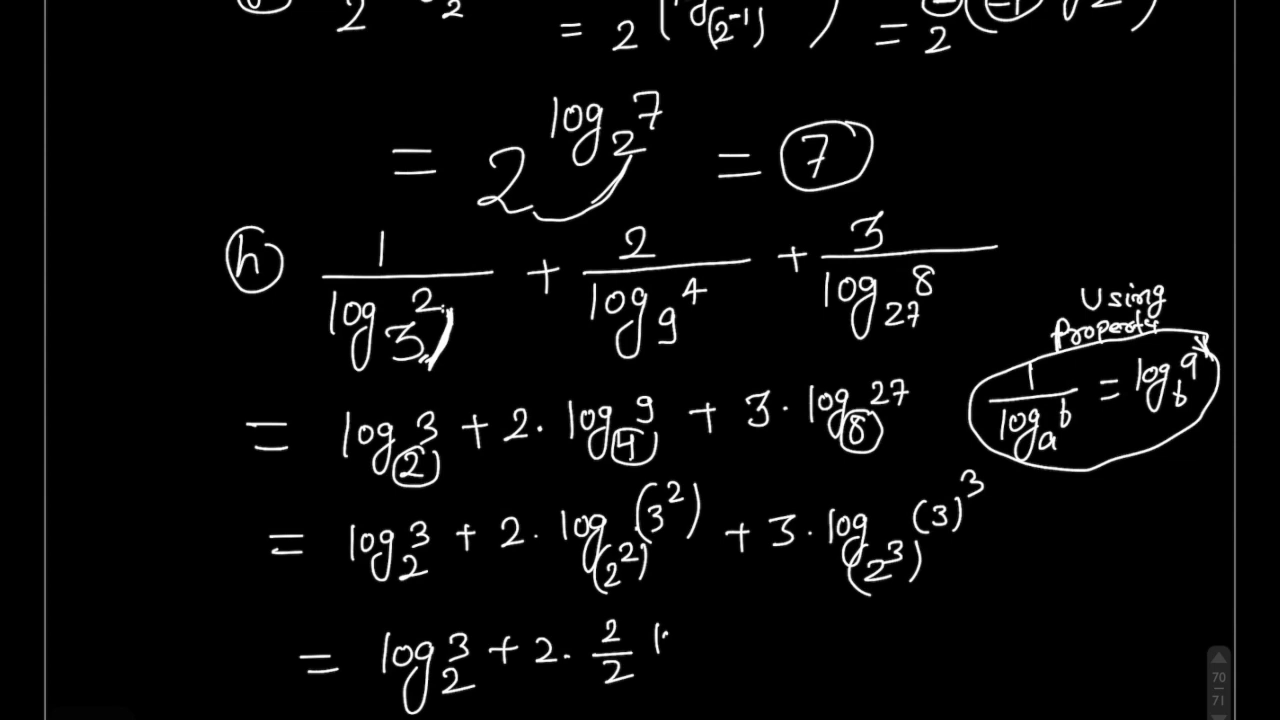 = 2^(log_2 7) = 7
(h) 1/(log_3 2) + 2/(log_9 4) + 3/(log_27 8)
Using
Property
1/(log_a b) = log_b a
= log_2 3 + 2 · log_4 9 + 3 · log_8 27
= log_2 3 + 2 · log_(2^2) (3^2) + 3 · log_(2^3) (3)^3
= log_2 3 + 2 · 2/2
70
71